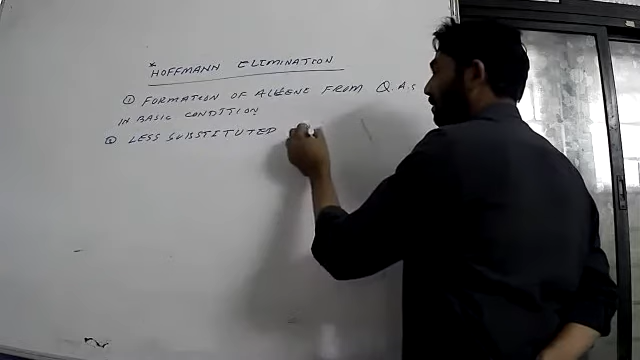 * HOFFMANN ELIMINATION
① FORMATION OF ALKENE FROM Q.A.S
IN BASIC CONDITION
② LESS SUBSTITUTED